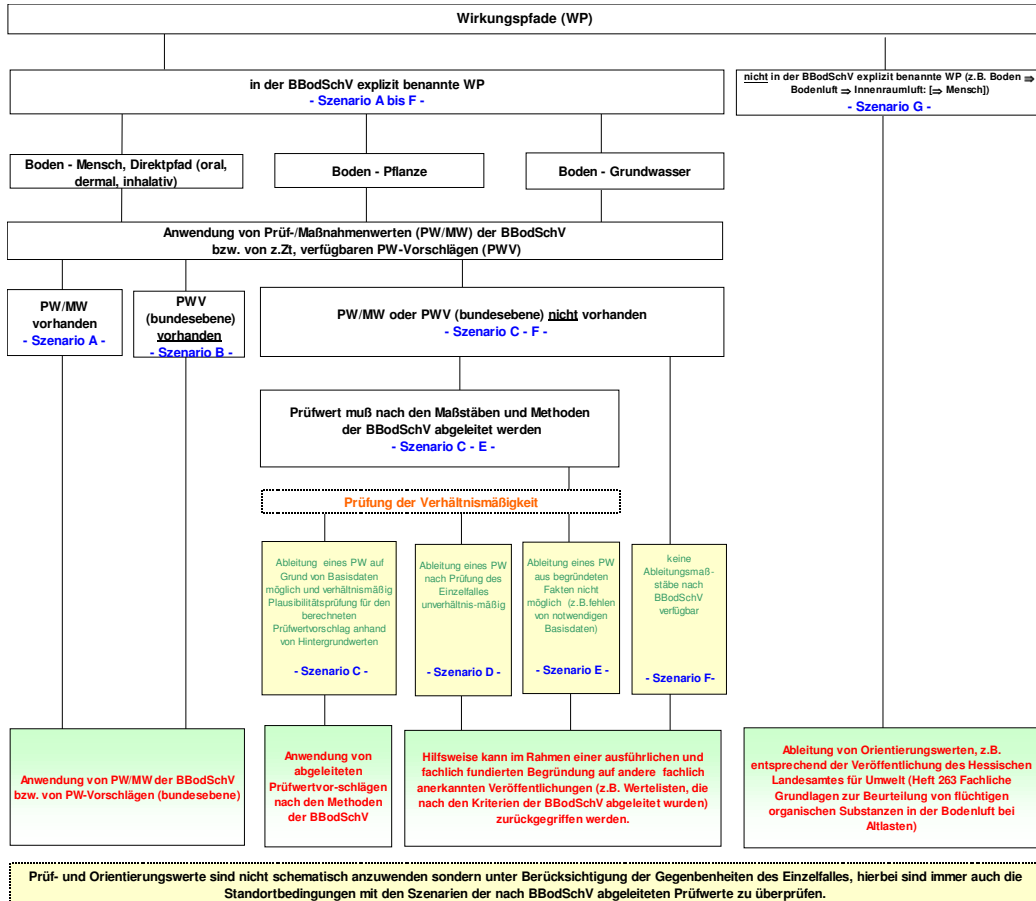 Wirkungspfade (WP)
in der BBodSchV explizit benannte WP
- Szenario A bis F -
nicht in der BBodSchV explizit benannte WP (z.B. Boden ⇒
Bodenluft ⇒ Innenraumluft: [⇒ Mensch])
- Szenario G -
Boden - Mensch, Direktpfad (oral,
dermal, inhalativ)
Boden - Pflanze
Boden - Grundwasser
Anwendung von Prüf-/Maßnahmenwerten (PW/MW) der BBodSchV
bzw. von z.Zt, verfügbaren PW-Vorschlägen (PWV)
PW/MW
vorhanden
- Szenario A -
PWV
(bundesebene)
vorhanden
- Szenario B -
PW/MW oder PWV (bundesebene) nicht vorhanden
- Szenario C - F -
Prüfwert muß nach den Maßstäben und Methoden
der BBodSchV abgeleitet werden
- Szenario C - E -
Prüfung der Verhältnismäßigkeit
Ableitung eines PW auf
Grund von Basisdaten
möglich und verhältnismäßig
Plausibilitätsprüfung für den
berechneten
Prüfwertvorschlag anhand
von Hintergrundwerten
- Szenario C -
Ableitung eines PW
nach Prüfung des
Einzelfalles
unverhältnis-mäßig
- Szenario D -
Ableitung eines PW
aus begründeten
Fakten nicht
möglich (z.B.fehlen
von notwendigen
Basisdaten)
- Szenario E -
keine
Ableitungsmaß-
stäbe nach
BBodSchV
verfügbar
- Szenario F-
Anwendung von PW/MW der BBodSchV
bzw. von PW-Vorschlägen (bundesebene)
Anwendung von
abgeleiteten
Prüfwertvor-schlägen
nach den Methoden
der BBodSchV
Hilfsweise kann im Rahmen einer ausführlichen und
fachlich fundierten Begründung auf andere fachlich
anerkannten Veröffentlichungen (z.B. Wertelisten, die
nach den Kriterien der BBodSchV abgeleitet wurden)
zurückgegriffen werden.
Ableitung von Orientierungswerten, z.B.
entsprechend der Veröffentlichung des Hessischen
Landesamtes für Umwelt (Heft 263 Fachliche
Grundlagen zur Beurteilung von flüchtigen
organischen Substanzen in der Bodenluft bei
Altlasten)
Prüf- und Orientierungswerte sind nicht schematisch anzuwenden sondern unter Berücksichtigung der Gegenbenheiten des Einzelfalles, hierbei sind immer auch die
Standortbedingungen mit den Szenarien der nach BBodSchV abgeleiteten Prüfwerte zu überprüfen.